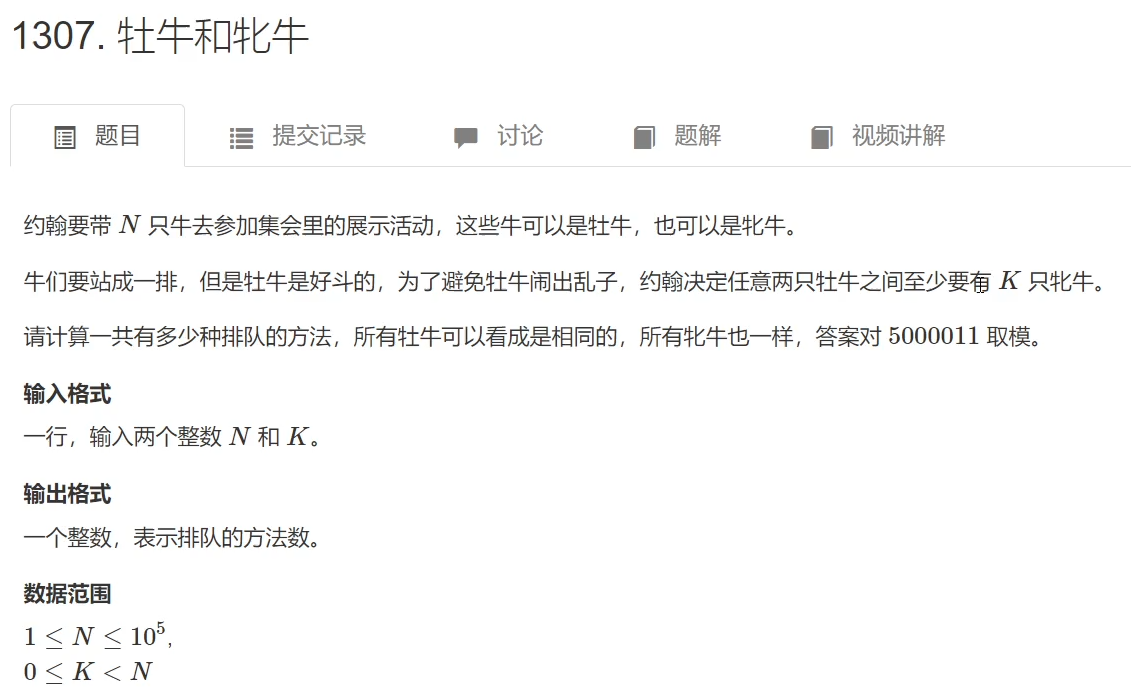 1307. 牡牛和牝牛
题目 提交记录 讨论 题解 视频讲解
约翰要带 N 只牛去参加集会里的展示活动，这些牛可以是牡牛，也可以是牝牛。
牛们要站成一排，但是牡牛是好斗的，为了避免牡牛闹出乱子，约翰决定任意两只牡牛之间至少要有 K 只牝牛。
请计算一共有多少种排队的方法，所有牡牛可以看成是相同的，所有牝牛也一样，答案对 5000011 取模。
输入格式
一行，输入两个整数 N 和 K。
输出格式
一个整数，表示排队的方法数。
数据范围
1 ≤ N ≤ 10⁵,
0 ≤ K < N